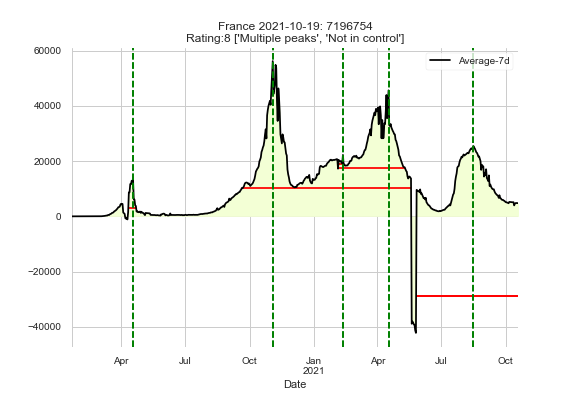 France 2021-10-19: 7196754
Rating:8 ['Multiple peaks', 'Not in control']
Average-7d
60000
40000
20000
0
−20000
−40000
Apr
Jul
Oct
Jan
2021
Apr
Jul
Oct
Date